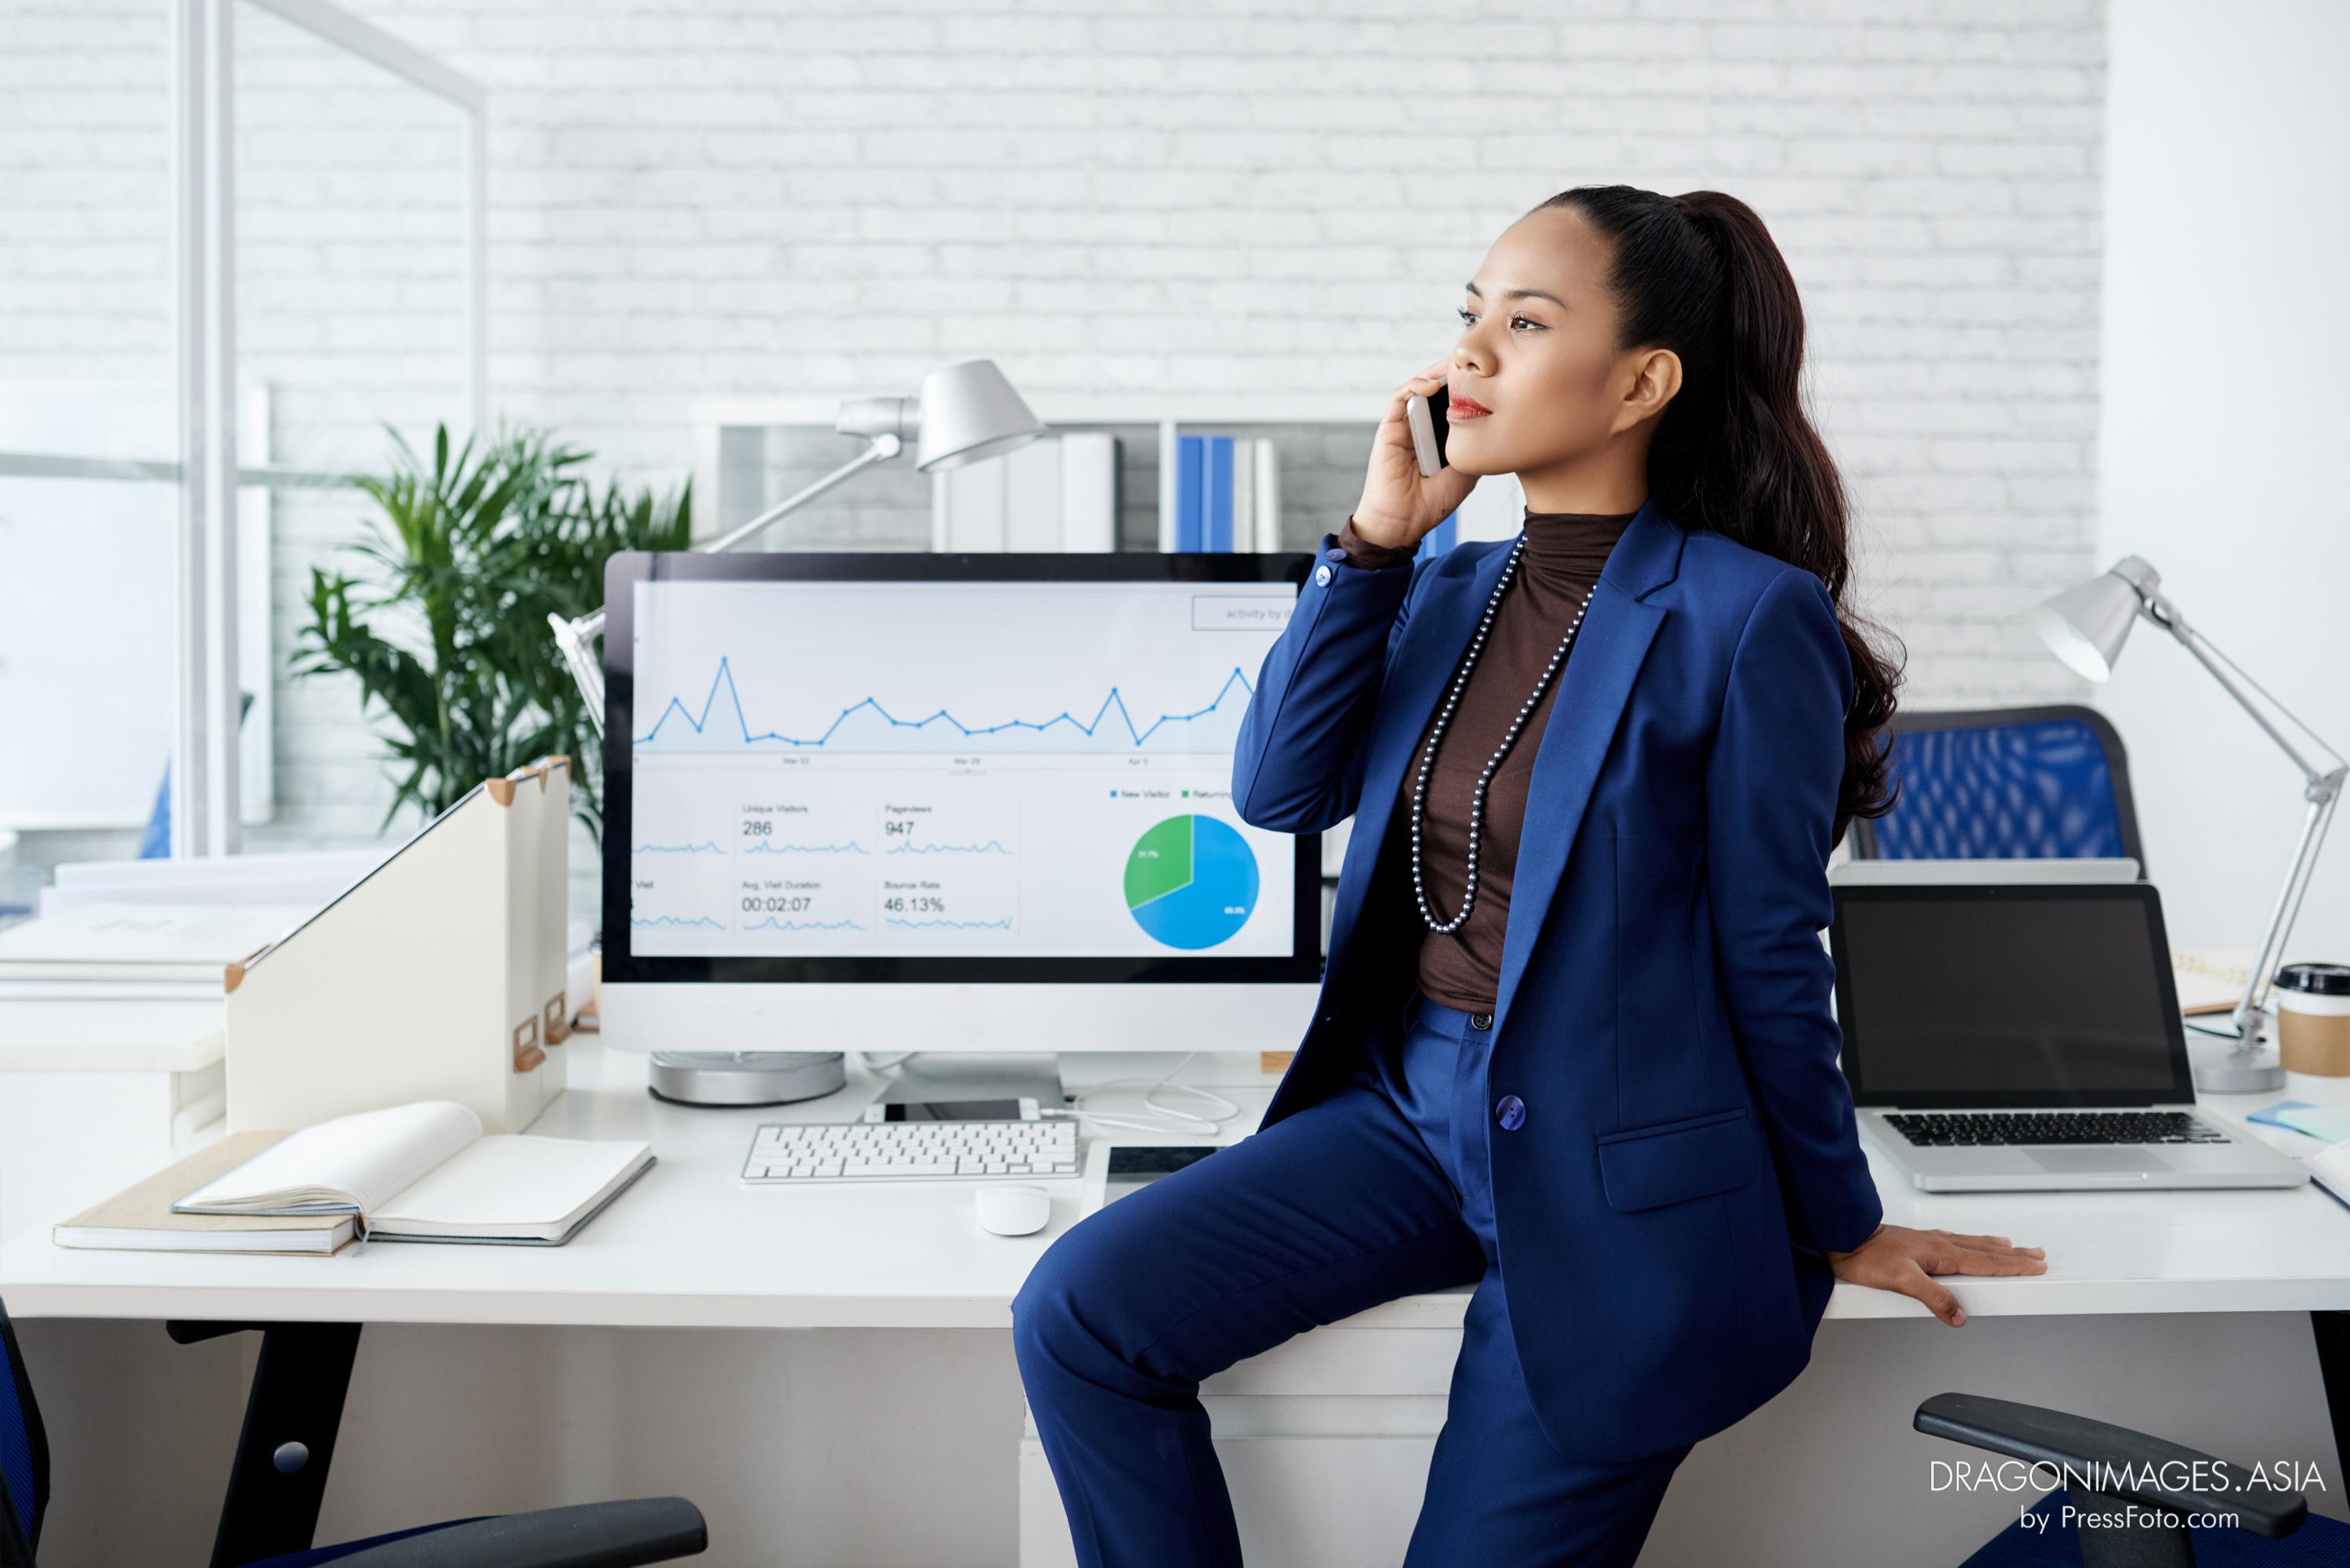 activity by d
Mar 22
Mar 29
Apr 5
New Visitor
Returning
Unique Visitors
286
Pageviews
947
Visit
Avg. Visit Duration
00:02:07
Bounce Rate
46.13%
DRAGONIMAGES.ASIA
by PressFoto.com